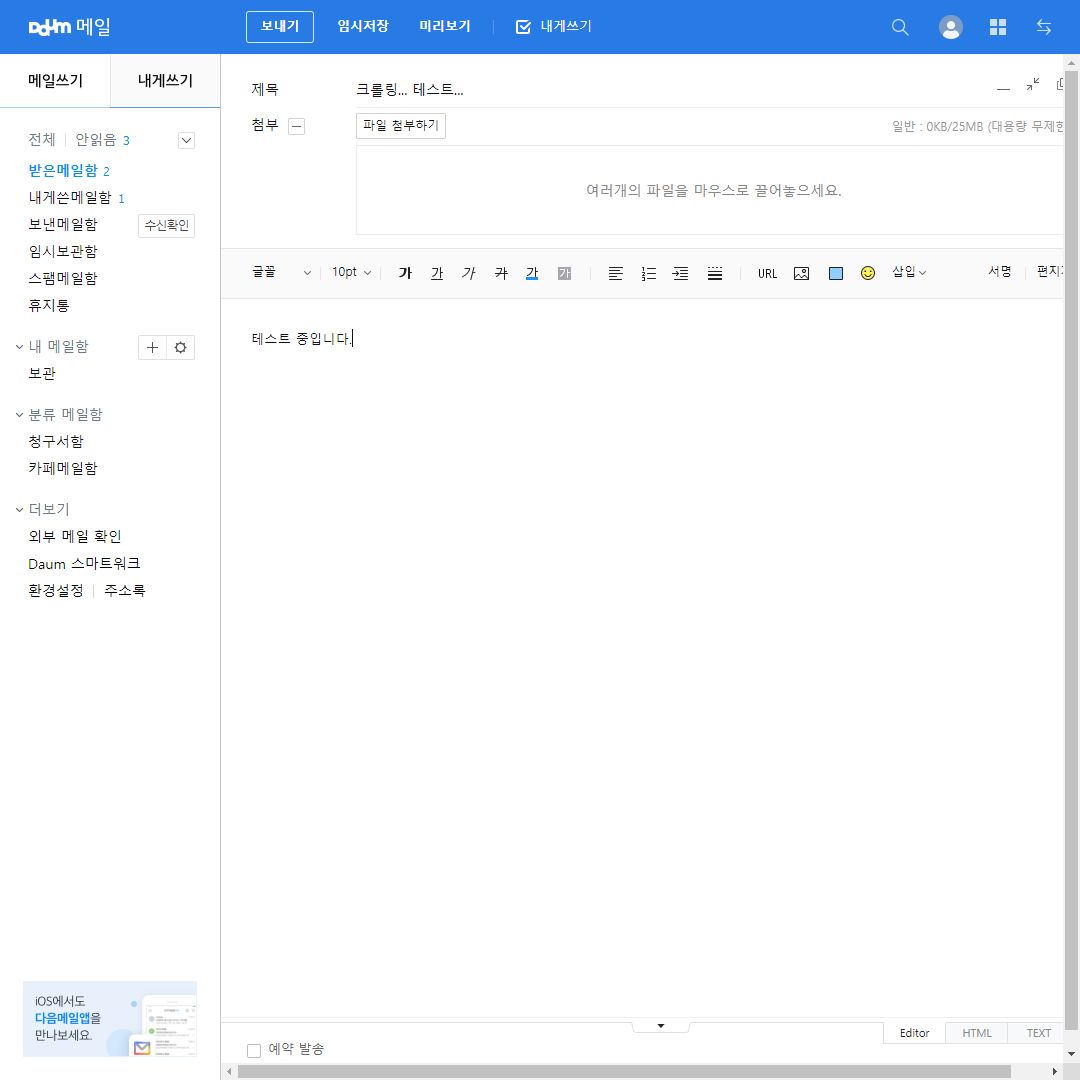 Daum 메일
보내기 임시저장 미리보기 내게쓰기
메일쓰기 내게쓰기
전체 안읽음 3
받은메일함 2
내게쓴메일함 1
보낸메일함 수신확인
임시보관함
스팸메일함
휴지통
내 메일함
보관
분류 메일함
청구서함
카페메일함
더보기
외부 메일 확인
Daum 스마트워크
환경설정 주소록
iOS에서도
다음메일앱을
만나보세요.
제목 크롤링... 테스트...
첨부 파일 첨부하기 일반 : 0KB/25MB (대용량 무제한
여러개의 파일을 마우스로 끌어놓으세요.
글꼴 10pt 가 가 가 가 가 가 URL 삽입 서명 편지
테스트 중입니다.
Editor HTML TEXT
예약 발송